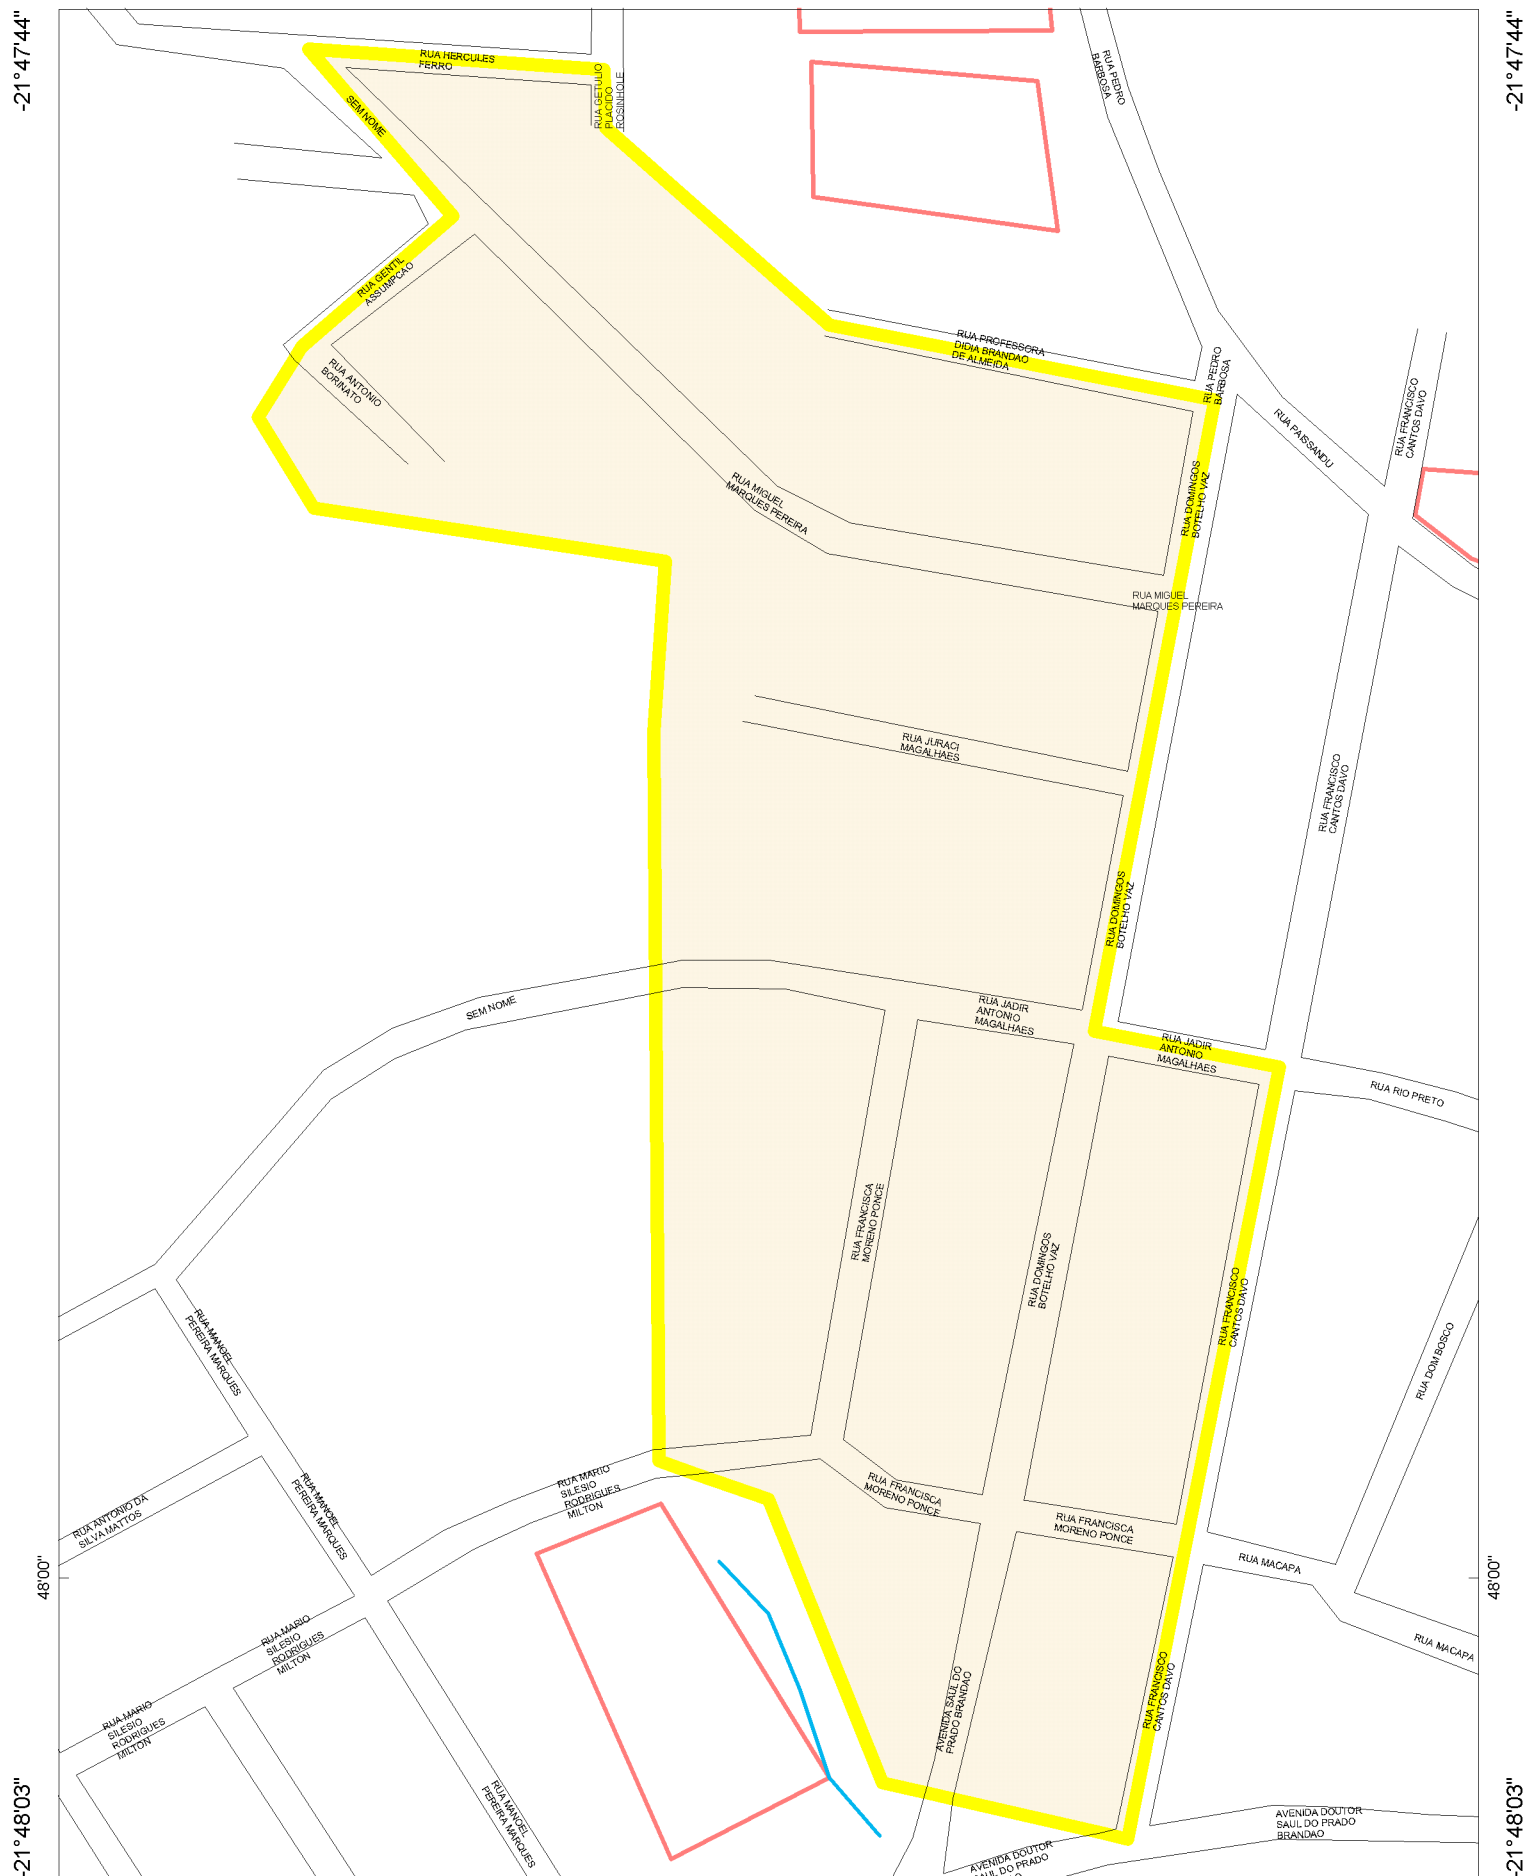 -21°47'44"
-21°47'44"
RUA HERCULES
FERRO
RUA GETULIO
PLACIDO
ROSINHOLE
RUA PEDRO
BARBOSA
SEM NOME
RUA GENTIL
ASSUMPCAO
RUA ANTONIO
BORINATO
RUA PROFESSORA
DIDIA BRANDAO
DE ALMEIDA
RUA PEDRO
BARBOSA
RUA PAISSANDU
RUA FRANCISCO
CANTOS DAVO
RUA MIGUEL
MARQUES PEREIRA
RUA DOMINGOS
BOTELHO VAZ
RUA MIGUEL
MARQUES PEREIRA
RUA JURACI
MAGALHAES
RUA FRANCISCO
CANTOS DAVO
RUA DOMINGOS
BOTELHO VAZ
SEM NOME
RUA JADIR
ANTONIO
MAGALHAES
RUA JADIR
ANTONIO
MAGALHAES
RUA RIO PRETO
RUA FRANCISCA
MORENO PONCE
RUA DOMINGOS
BOTELHO VAZ
RUA FRANCISCO
CANTOS DAVO
RUA MANOEL
PEREIRA MARQUES
RUA DOM BOSCO
RUA MARIO
SILESIO
RODRIGUES
MILTON
RUA FRANCISCA
MORENO PONCE
RUA FRANCISCA
MORENO PONCE
RUA MANOEL
PEREIRA MARQUES
RUA ANTONIO DA
SILVA MATTOS
RUA MACAPA
48'00"
48'00"
RUA MARIO
SILESIO
RODRIGUES
MILTON
RUA MACAPA
AVENIDA SAUL DO
PRADO BRANDAO
RUA FRANCISCO
CANTOS DAVO
RUA MARIO
SILESIO
RODRIGUES
MILTON
RUA MANOEL
PEREIRA MARQUES
AVENIDA DOUTOR
SAUL DO PRADO
BRANDAO
AVENIDA DOUTOR
SAUL DO PRADO
-21°48'03"
-21°48'03"